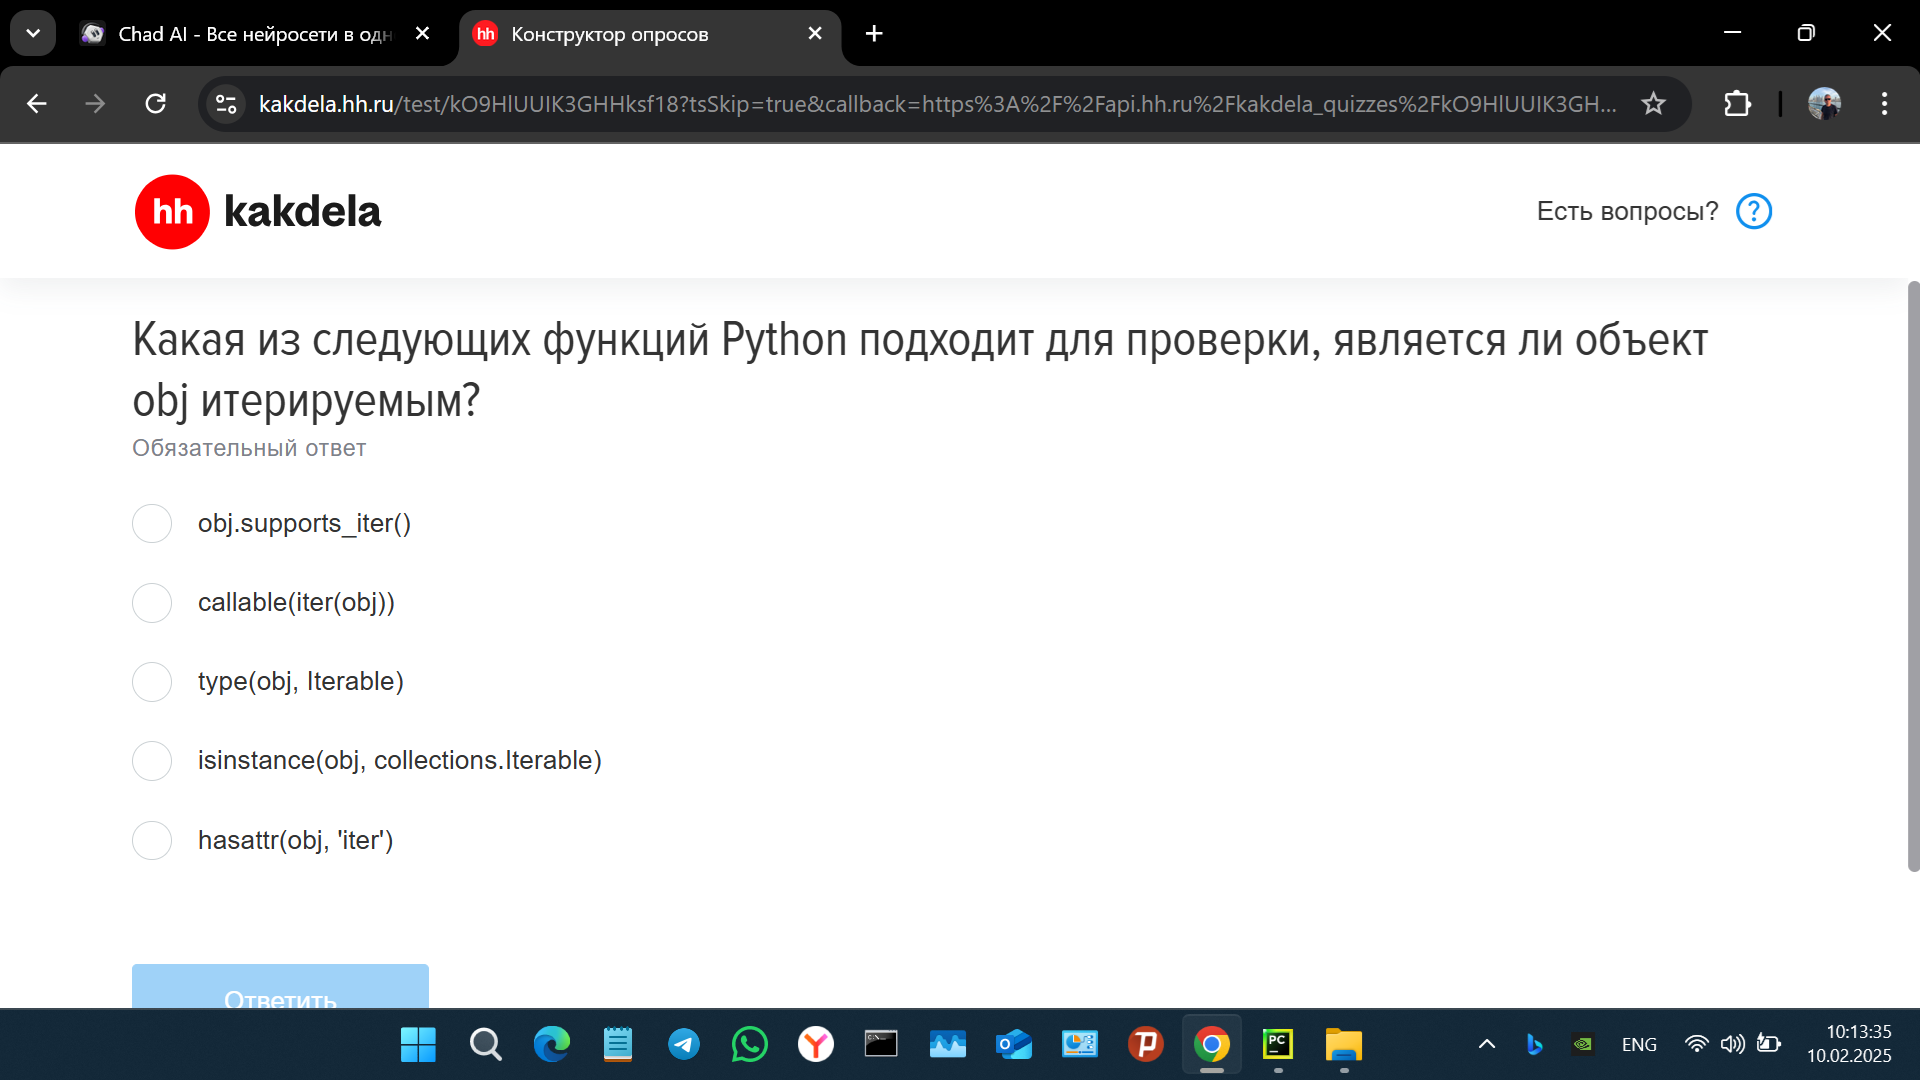 Chad AI - Все нейросети в одн
hh Конструктор опросов
kakdela.hh.ru/test/kO9HlUUIK3GHHksf18?tsSkip=true&callback=https%3A%2F%2Fapi.hh.ru%2Fkakdela_quizzes%2FkO9HlUUIK3GH...
hh kakdela
Есть вопросы? ?
Какая из следующих функций Python подходит для проверки, является ли объект
obj итерируемым?
Обязательный ответ
obj.supports_iter()
callable(iter(obj))
type(obj, Iterable)
isinstance(obj, collections.Iterable)
hasattr(obj, 'iter')
Ответить
PC
ENG
10:13:35
10.02.2025